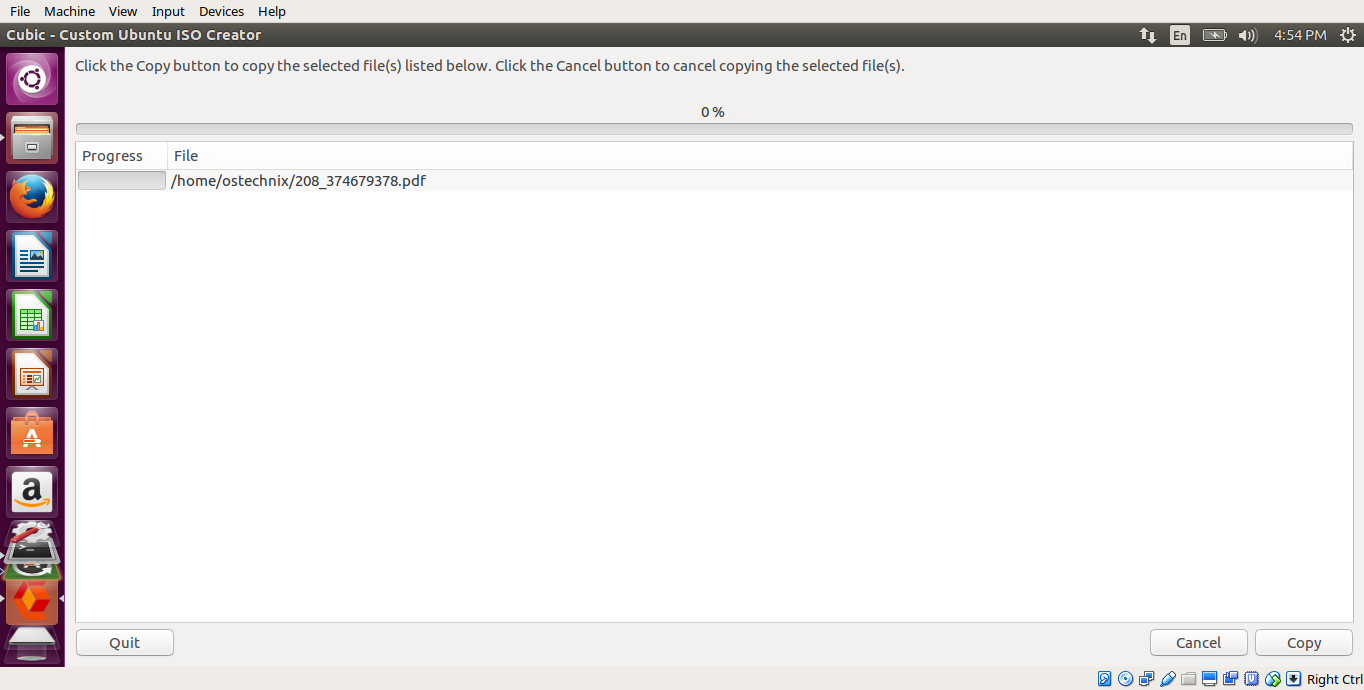 File Machine View Input Devices Help
Cubic - Custom Ubuntu ISO Creator En 4:54 PM
Click the Copy button to copy the selected file(s) listed below. Click the Cancel button to cancel copying the selected file(s).
0 %
Progress File
/home/ostechnix/208_374679378.pdf
Quit Cancel Copy
Right Ctrl